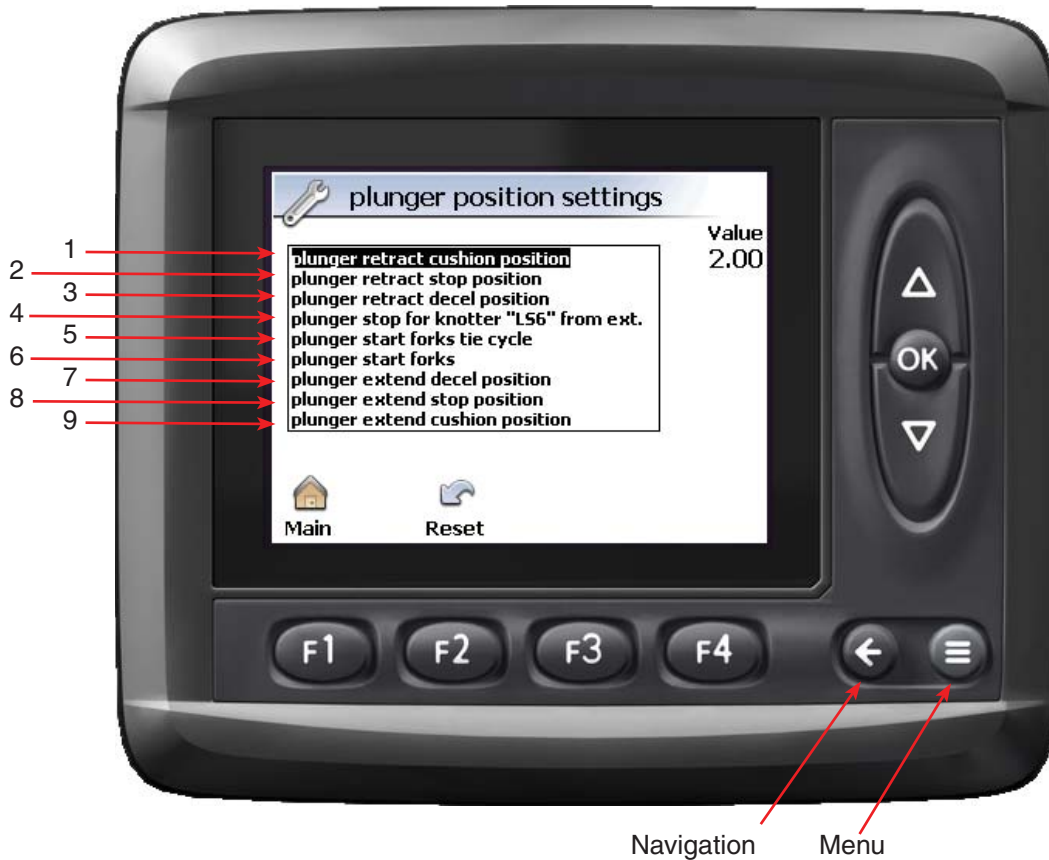 plunger position settings
Value
2.00
1 plunger retract cushion position
2 plunger retract stop position
3 plunger retract decel position
4 plunger stop for knotter "LS6" from ext.
5 plunger start forks tie cycle
6 plunger start forks
7 plunger extend decel position
8 plunger extend stop position
9 plunger extend cushion position
Main Reset
OK
F1 F2 F3 F4
Navigation Menu